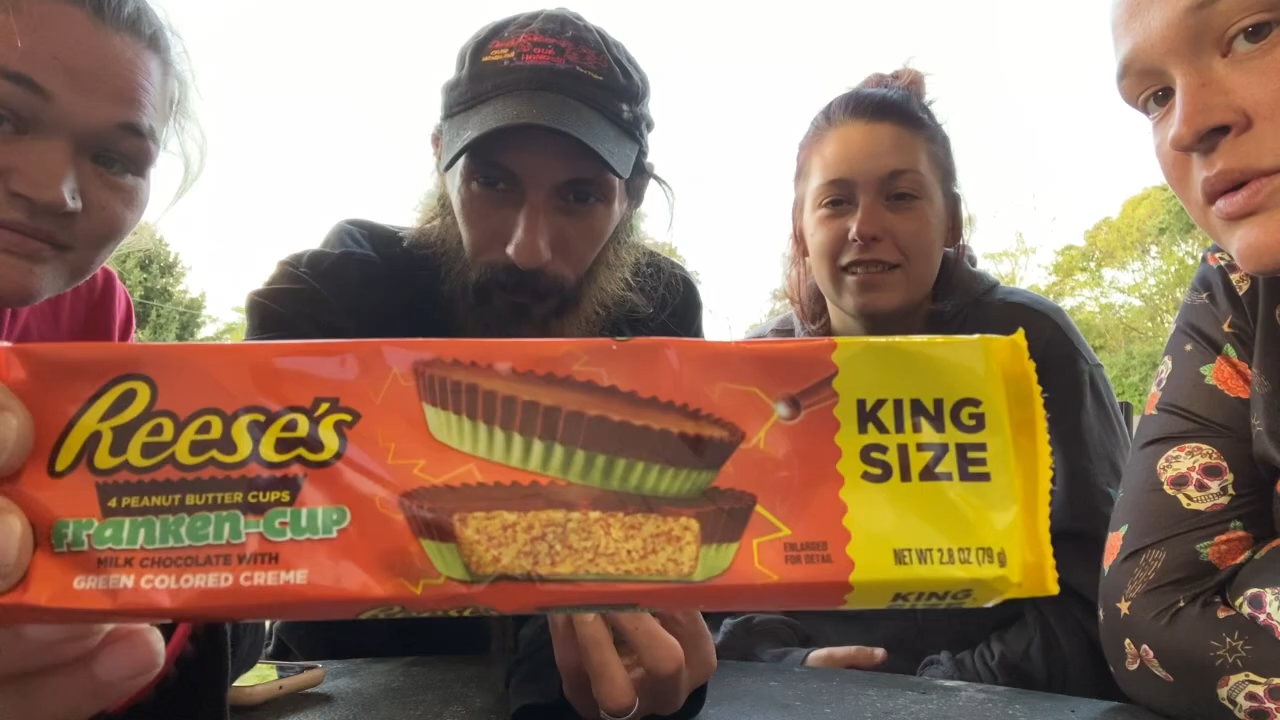 Reese's
4 PEANUT BUTTER CUPS
FRANKEN-CUP
MILK CHOCOLATE WITH
GREEN COLORED CREME
ENLARGED
FOR DETAIL
KING
SIZE
NET WT 2.8 OZ (79 g)
KING
SIZE